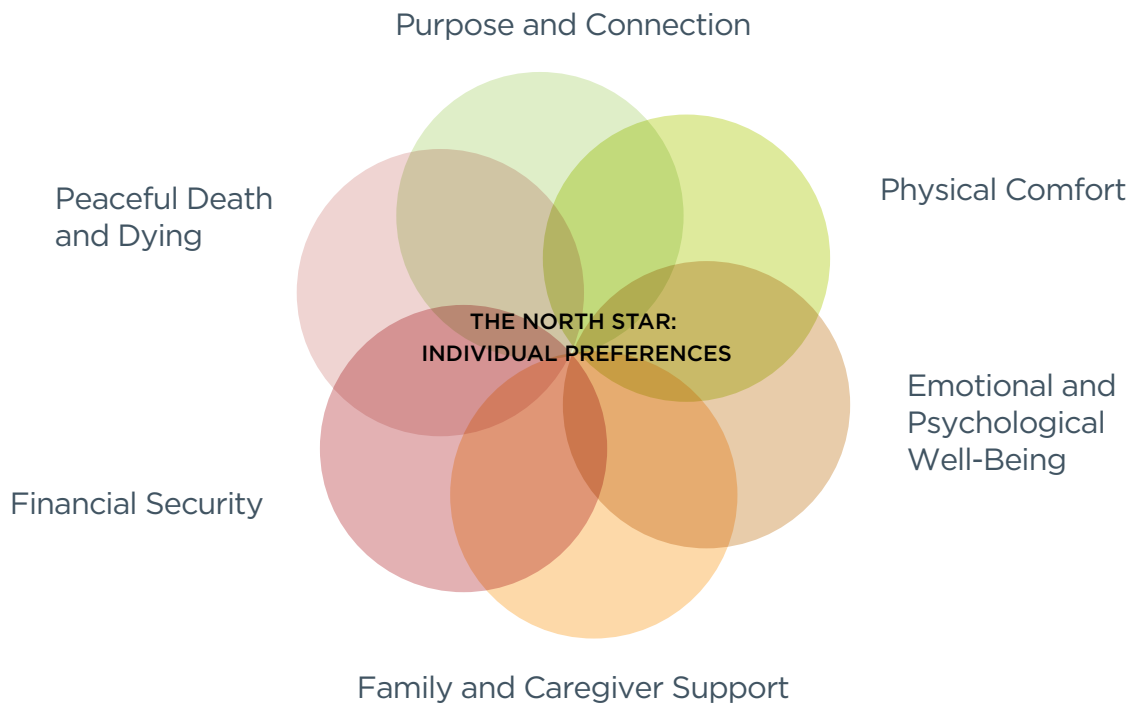 Purpose and Connection
Physical Comfort
Peaceful Death
and Dying
THE NORTH STAR:
INDIVIDUAL PREFERENCES
Emotional and
Psychological
Well-Being
Financial Security
Family and Caregiver Support